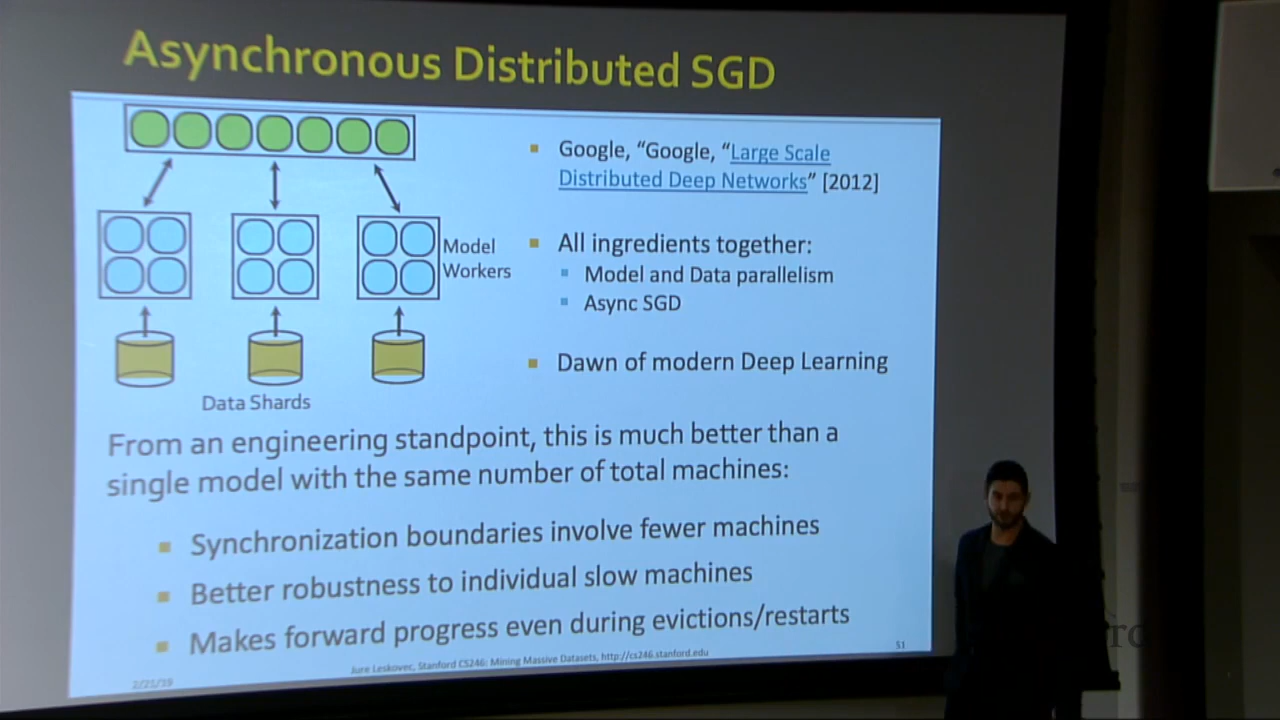 Asynchronous Distributed SGD
Model
Workers
Data Shards
Google, “Google, “Large Scale
Distributed Deep Networks” [2012]
All ingredients together:
Model and Data parallelism
Async SGD
Dawn of modern Deep Learning
From an engineering standpoint, this is much better than a
single model with the same number of total machines:
Synchronization boundaries involve fewer machines
Better robustness to individual slow machines
Makes forward progress even during evictions/restarts
2/21/19
Jure Leskovec, Stanford CS246: Mining Massive Datasets, http://cs246.stanford.edu
51